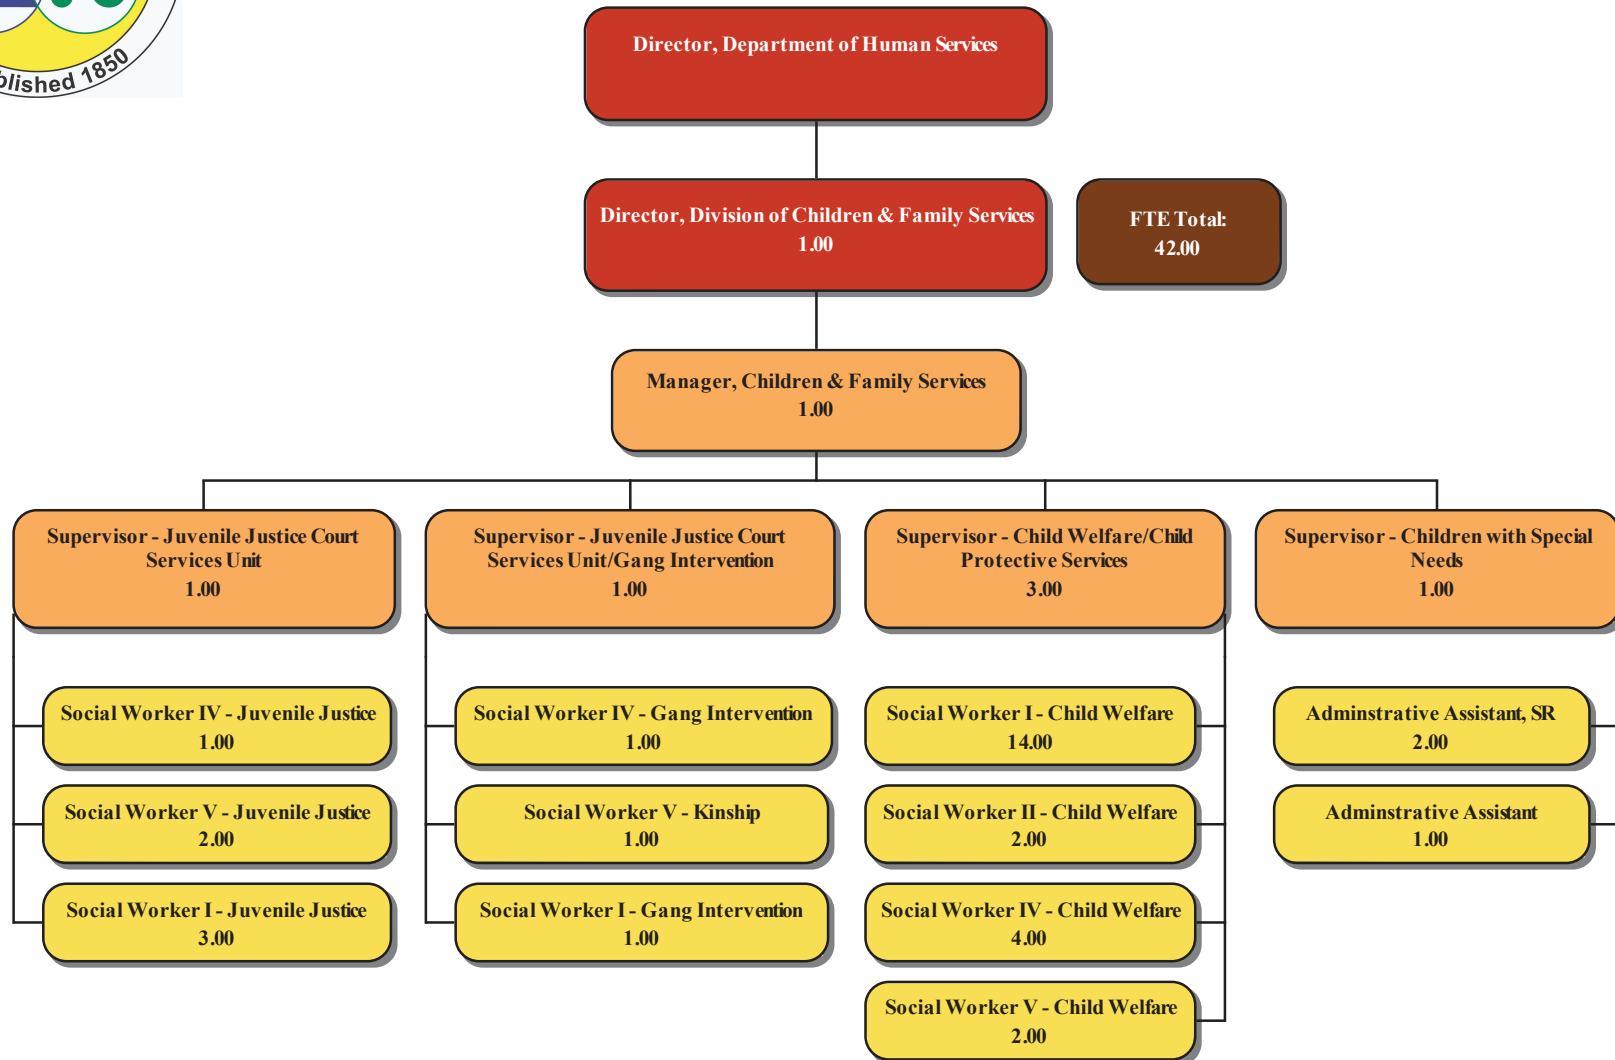 1850
Director, Department of Human Services
Director, Division of Children & Family Services
1.00
FTE Total:
42.00
Manager, Children & Family Services
1.00
Supervisor - Juvenile Justice Court
Services Unit
1.00
Supervisor - Juvenile Justice Court
Services Unit/Gang Intervention
1.00
Supervisor - Child Welfare/Child
Protective Services
3.00
Supervisor - Children with Special
Needs
1.00
Social Worker IV - Juvenile Justice
1.00
Social Worker V - Juvenile Justice
2.00
Social Worker I - Juvenile Justice
3.00
Social Worker IV - Gang Intervention
1.00
Social Worker V - Kinship
1.00
Social Worker I - Gang Intervention
1.00
Social Worker I - Child Welfare
14.00
Social Worker II - Child Welfare
2.00
Social Worker IV - Child Welfare
4.00
Social Worker V - Child Welfare
2.00
Adminstrative Assistant, SR
2.00
Adminstrative Assistant
1.00